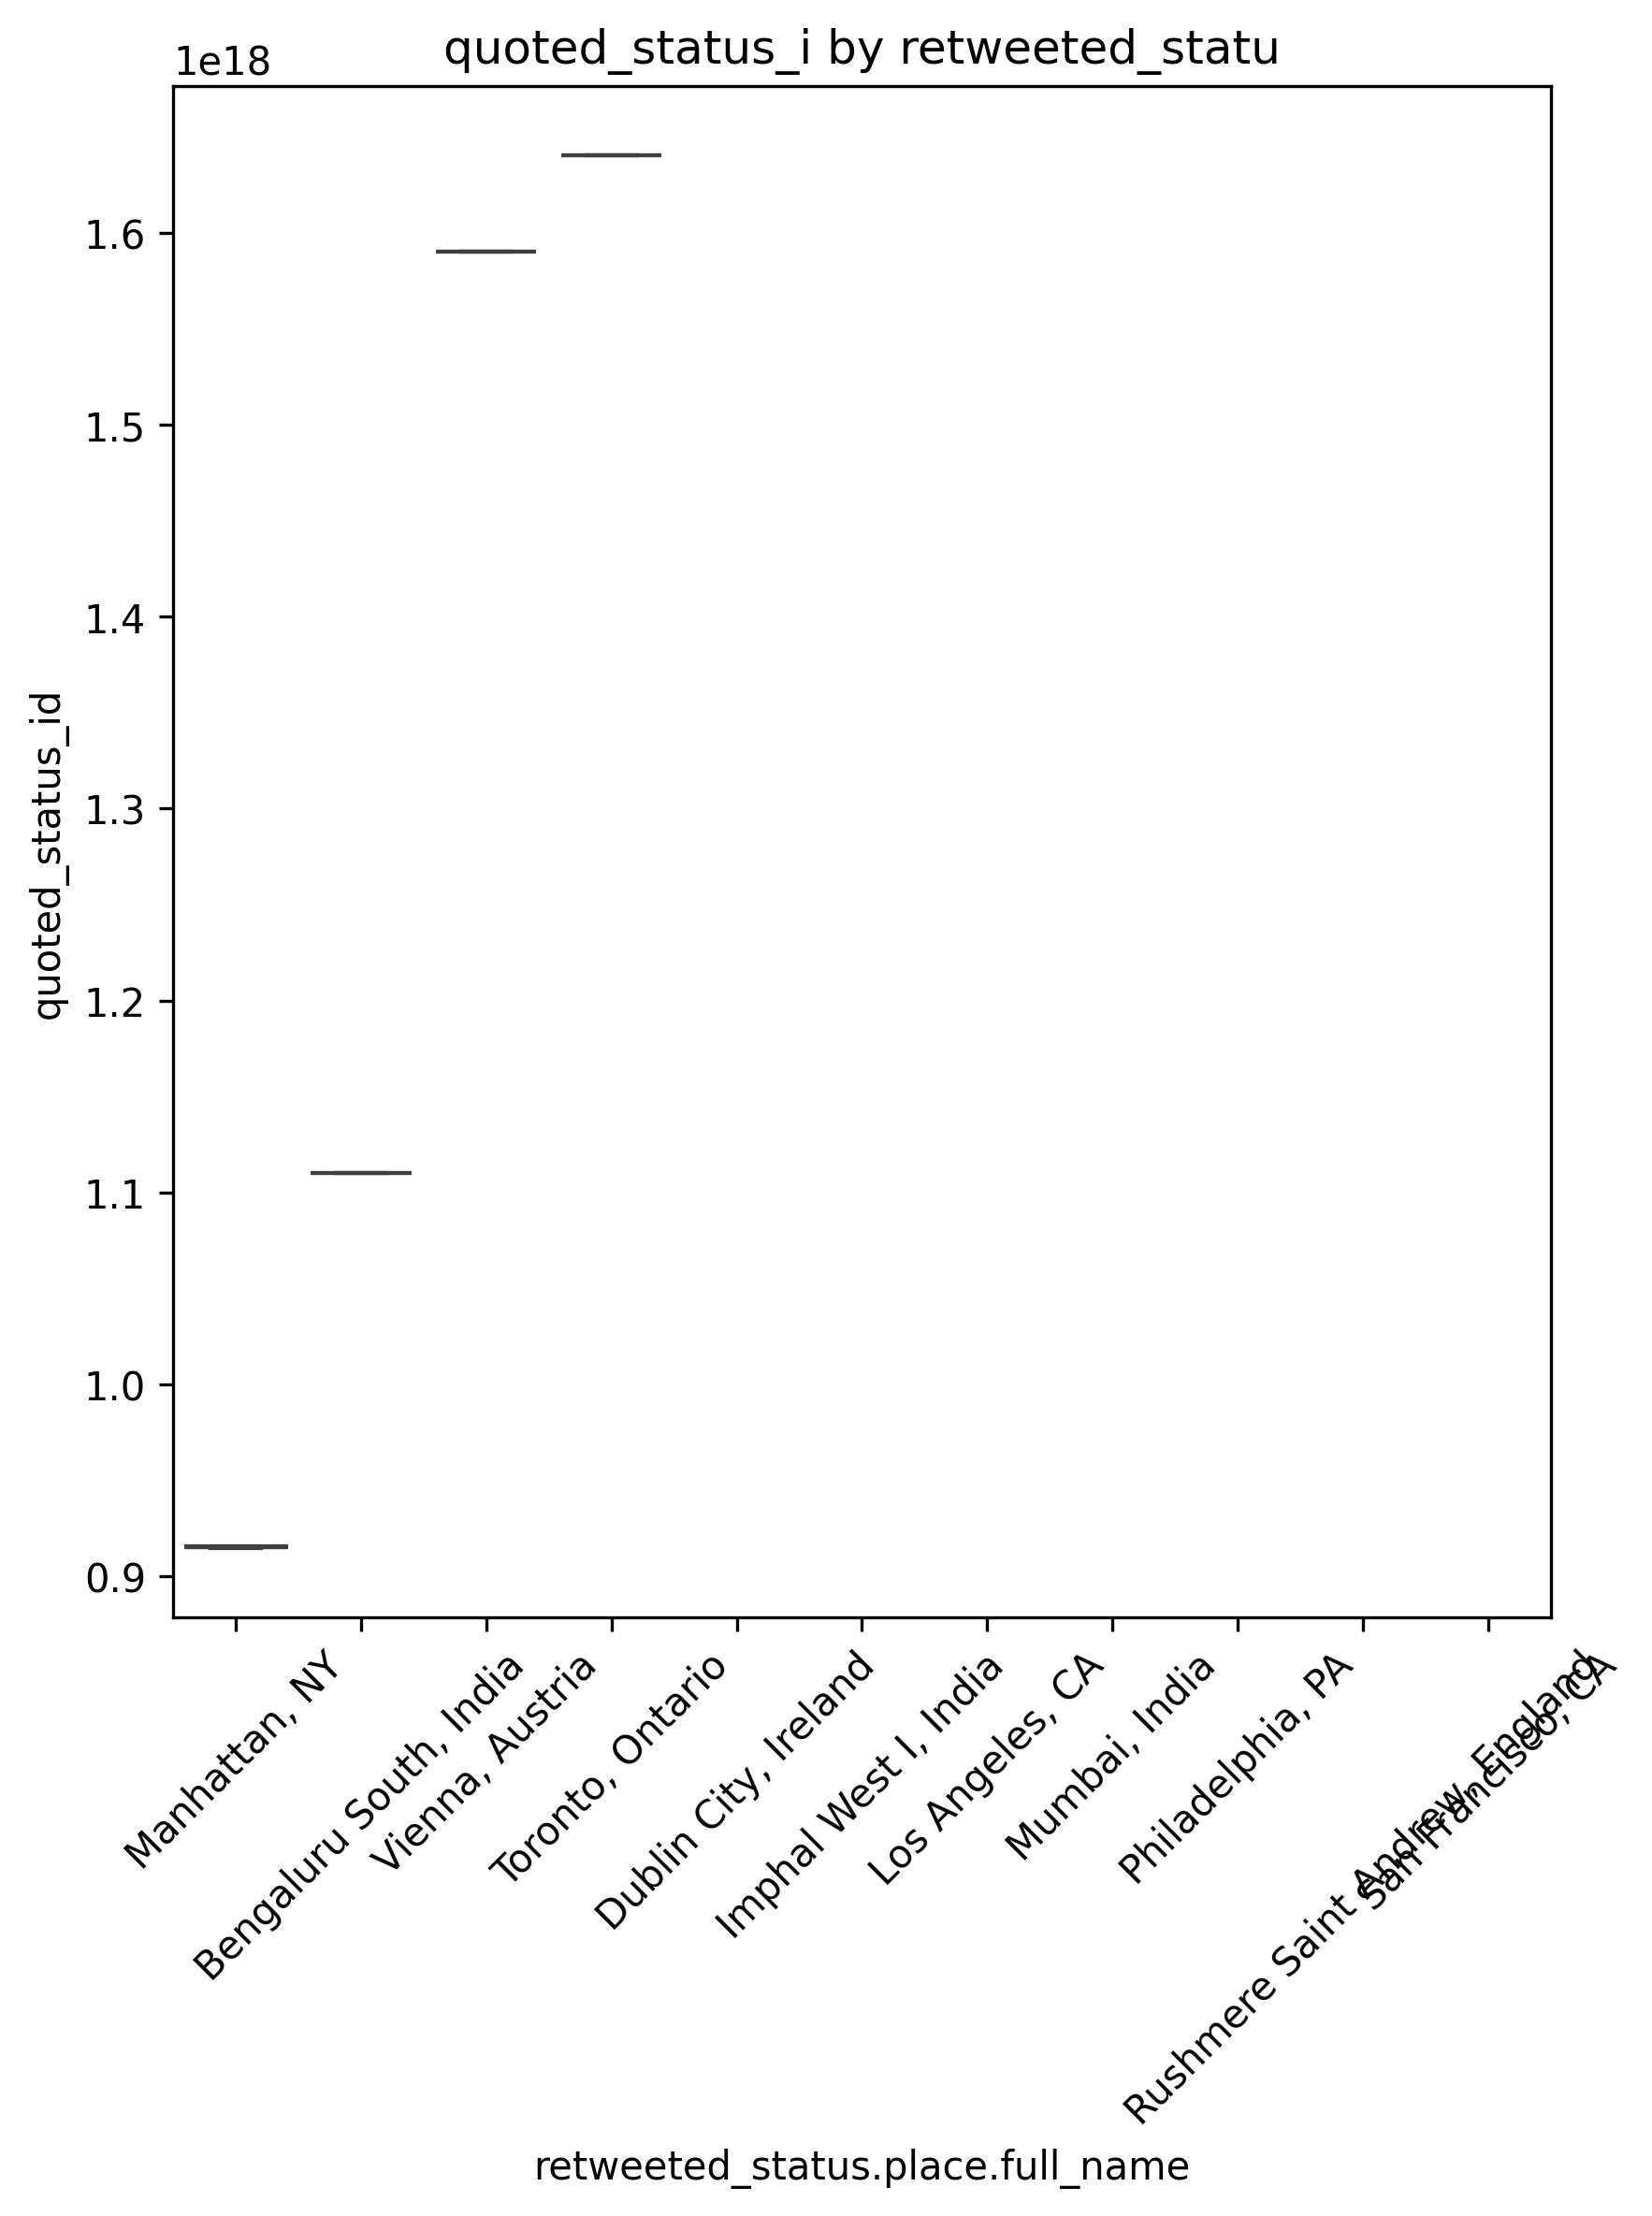 quoted_status_i by retweeted_statu
1e18
1.6
1.5
1.4
1.3
1.2
1.1
1.0
0.9
quoted_status_id
Manhattan, NY
Bengaluru South, India
Vienna, Austria
Toronto, Ontario
Dublin City, Ireland
Imphal West I, India
Los Angeles, CA
Mumbai, India
Philadelphia, PA
Rushmere Saint Andrew, England
San Francisco, CA
retweeted_status.place.full_name